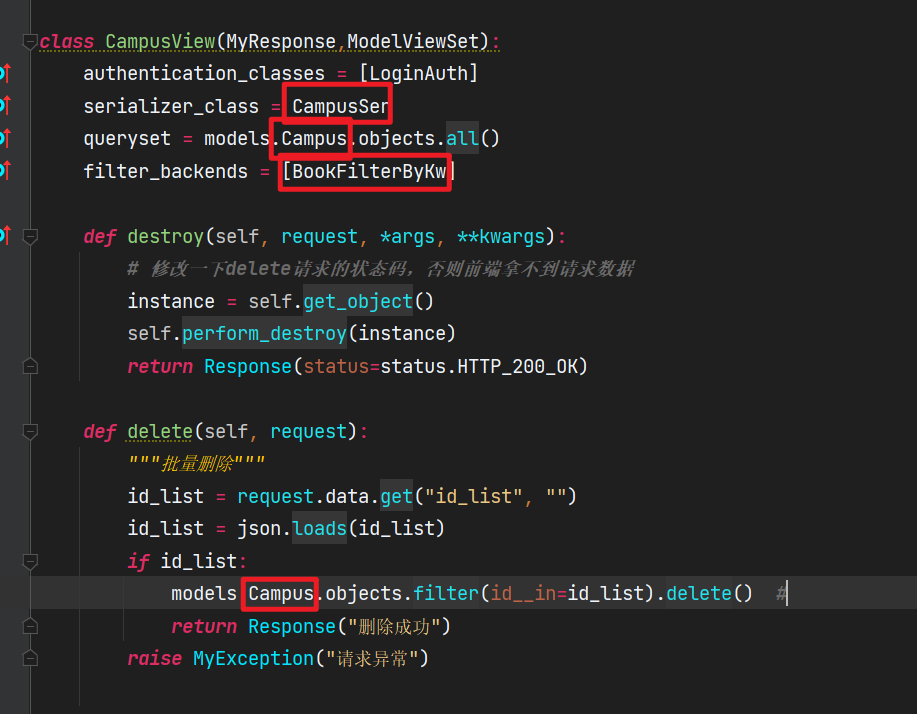 class CampusView(MyResponse,ModelViewSet):
    authentication_classes = [LoginAuth]
    serializer_class = CampusSer
    queryset = models.Campus.objects.all()
    filter_backends = [BookFilterByKw]
    def destroy(self, request, *args, **kwargs):
        # 修改一下delete请求的状态码，否则前端拿不到请求数据
        instance = self.get_object()
        self.perform_destroy(instance)
        return Response(status=status.HTTP_200_OK)
    def delete(self, request):
        """批量删除"""
        id_list = request.data.get("id_list", "")
        id_list = json.loads(id_list)
        if id_list:
            models.Campus.objects.filter(id__in=id_list).delete()  #
            return Response("删除成功")
        raise MyException("请求异常")